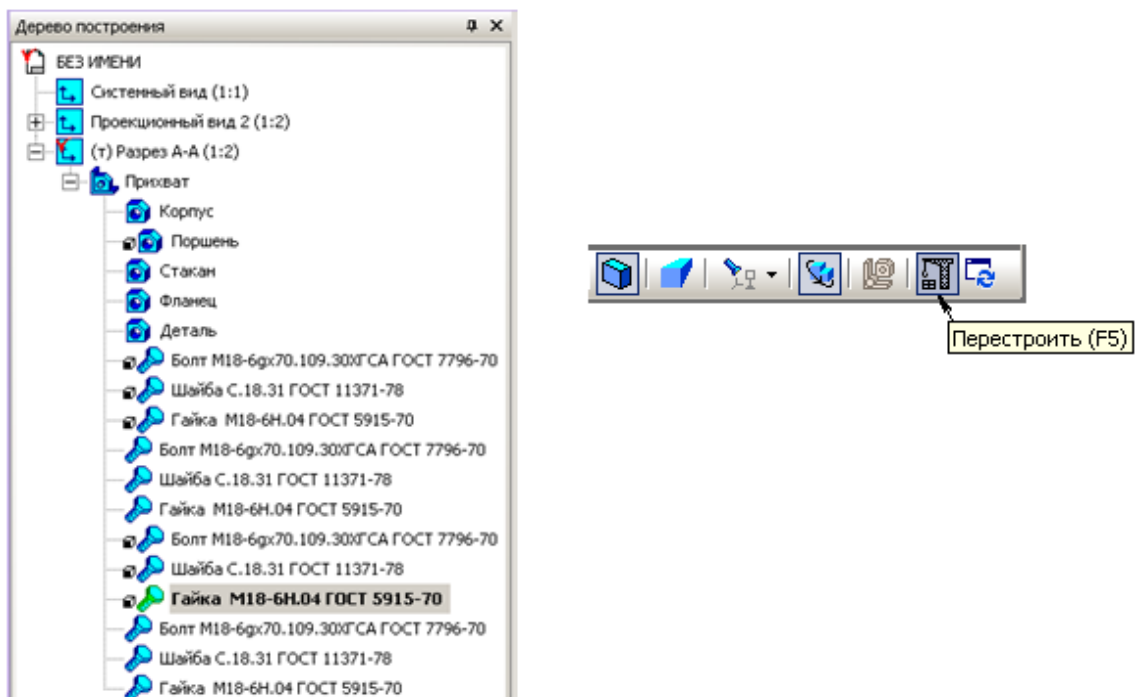 Дерево построения
БЕЗ ИМЕНИ
Системный вид (1:1)
Проекционный вид 2 (1:2)
(т) Разрез А-А (1:2)
Прихват
Корпус
Поршень
Стакан
Фланец
Деталь
Болт М18-6gx70.109.30ХГСА ГОСТ 7796-70
Шайба С.18.31 ГОСТ 11371-78
Гайка М18-6Н.04 ГОСТ 5915-70
Болт М18-6gx70.109.30ХГСА ГОСТ 7796-70
Шайба С.18.31 ГОСТ 11371-78
Гайка М18-6Н.04 ГОСТ 5915-70
Болт М18-6gx70.109.30ХГСА ГОСТ 7796-70
Шайба С.18.31 ГОСТ 11371-78
Гайка М18-6Н.04 ГОСТ 5915-70
Болт М18-6gx70.109.30ХГСА ГОСТ 7796-70
Шайба С.18.31 ГОСТ 11371-78
Гайка М18-6Н.04 ГОСТ 5915-70
Перестроить (F5)